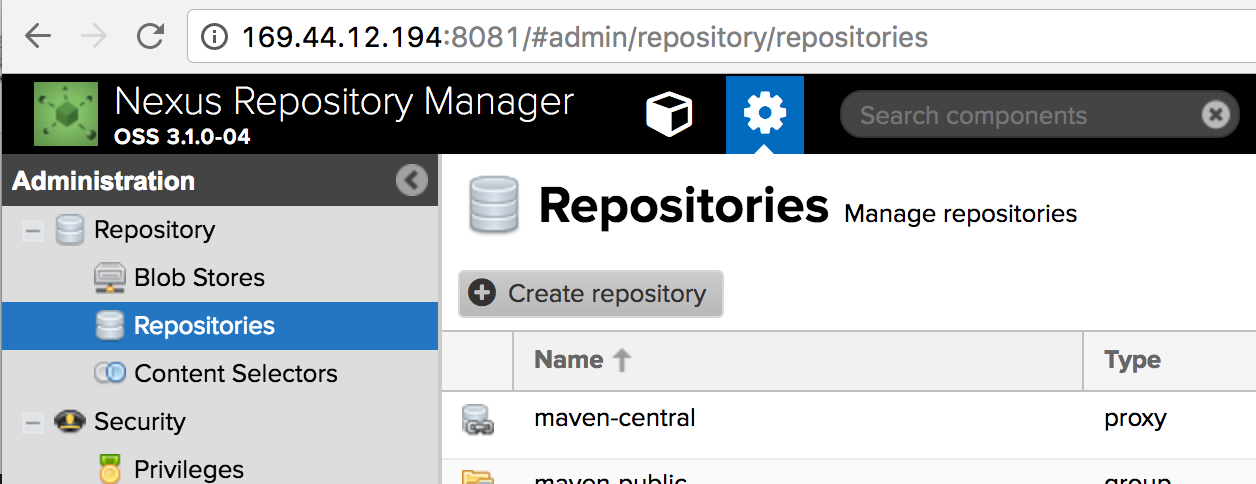 169.44.12.194:8081/#admin/repository/repositories
Nexus Repository Manager
OSS 3.1.0-04
Search components
Administration
Repository
Blob Stores
Repositories
Content Selectors
Security
Privileges
Repositories Manage repositories
Create repository
Name Type
maven-central proxy
maven-public group